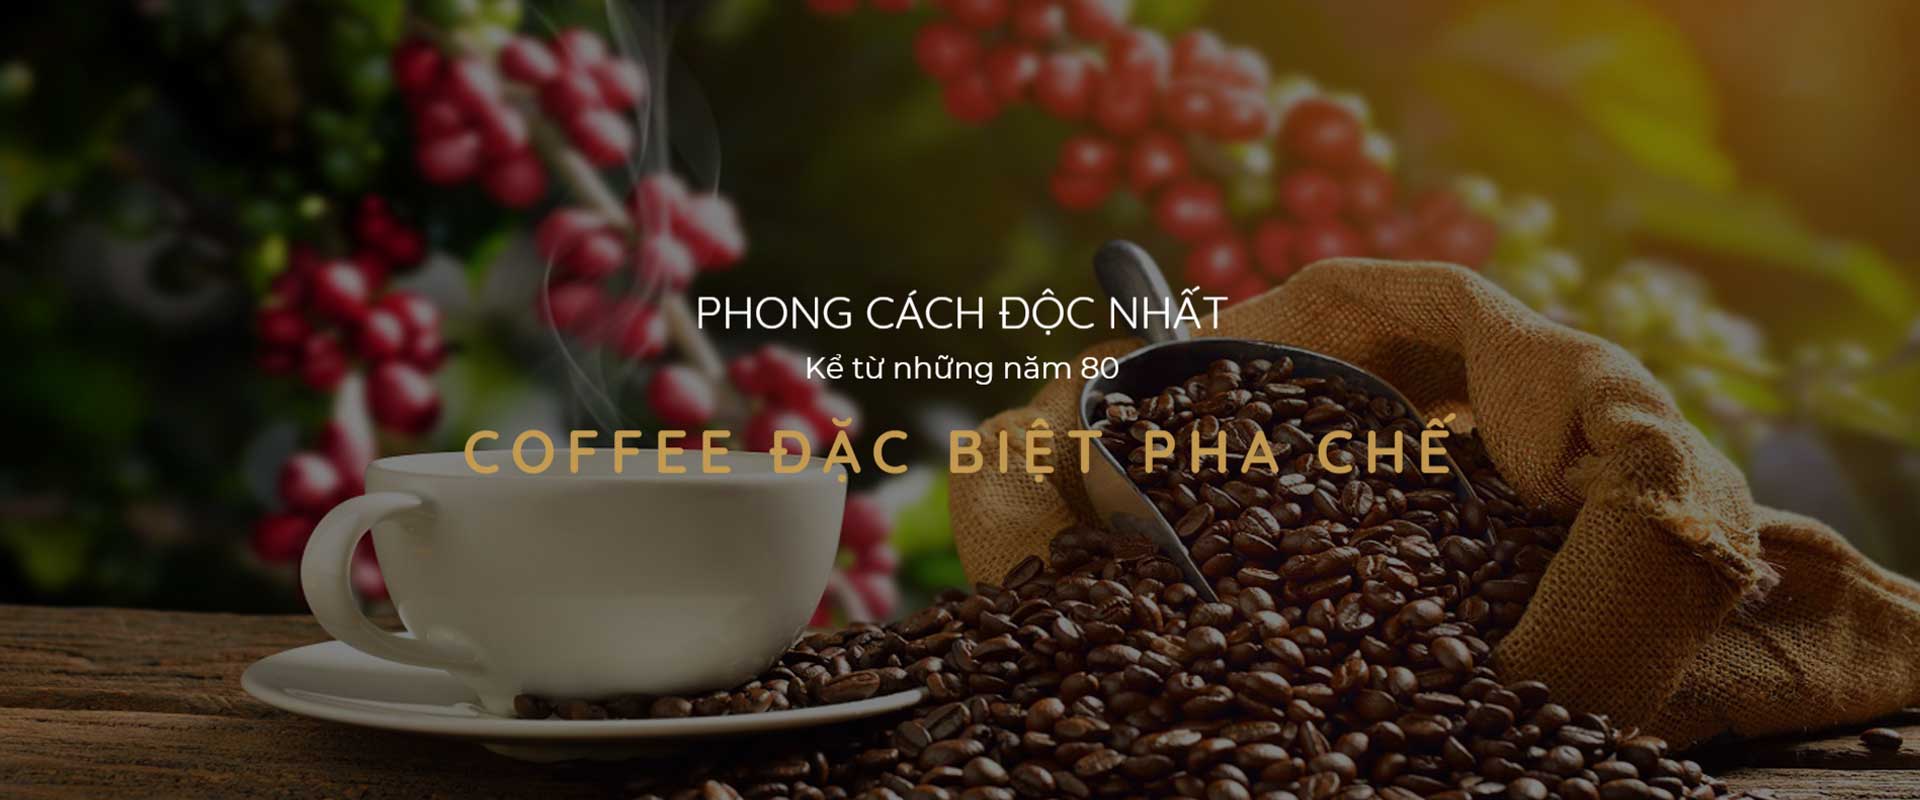 PHONG CÁCH ĐỘC NHẤT
Kể từ những năm 80
COFFEE ĐẶC BIỆT PHA CHẾ